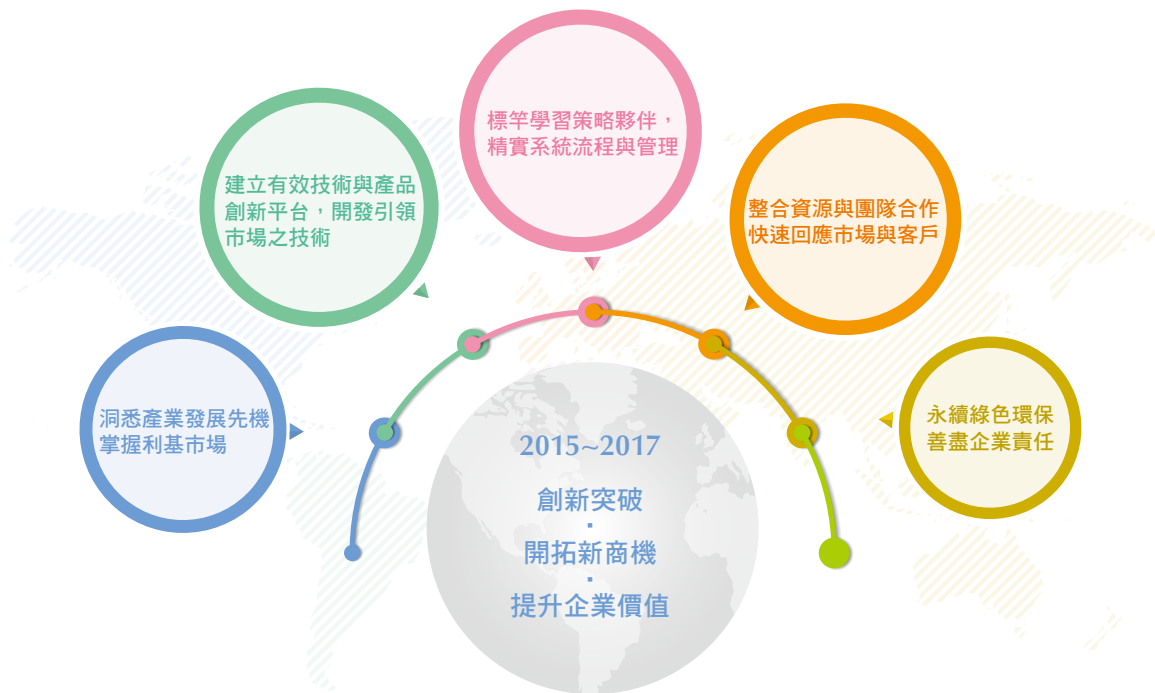 標竿學習策略夥伴，
精實系統流程與管理
建立有效技術與產品
創新平台，開發引領
市場之技術
整合資源與團隊合作
快速回應市場與客戶
洞悉產業發展先機
掌握利基市場
永續綠色環保
善盡企業責任
2015~2017
創新突破
·
開拓新商機
·
提升企業價值